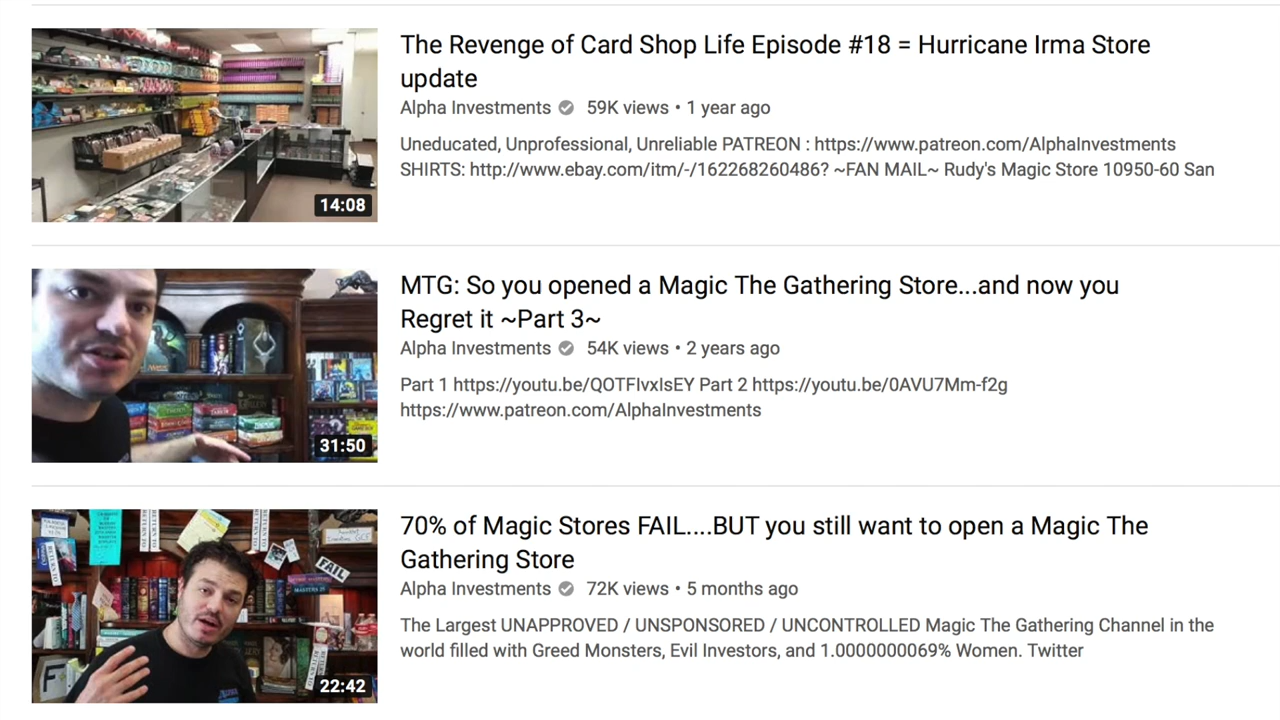 The Revenge of Card Shop Life Episode #18 = Hurricane Irma Store
update
Alpha Investments 59K views • 1 year ago
Uneducated, Unprofessional, Unreliable PATREON : https://www.patreon.com/AlphaInvestments
SHIRTS: http://www.ebay.com/itm/-/162268260486? ~FAN MAIL~ Rudy's Magic Store 10950-60 San
14:08
MTG: So you opened a Magic The Gathering Store...and now you
Regret it ~Part 3~
Alpha Investments 54K views • 2 years ago
Part 1 https://youtu.be/QOTFIvxIsEY Part 2 https://youtu.be/0AVU7Mm-f2g
https://www.patreon.com/AlphaInvestments
31:50
70% of Magic Stores FAIL....BUT you still want to open a Magic The
Gathering Store
Alpha Investments 72K views • 5 months ago
The Largest UNAPPROVED / UNSPONSORED / UNCONTROLLED Magic The Gathering Channel in the
world filled with Greed Monsters, Evil Investors, and 1.0000000069% Women. Twitter
FAIL
22:42